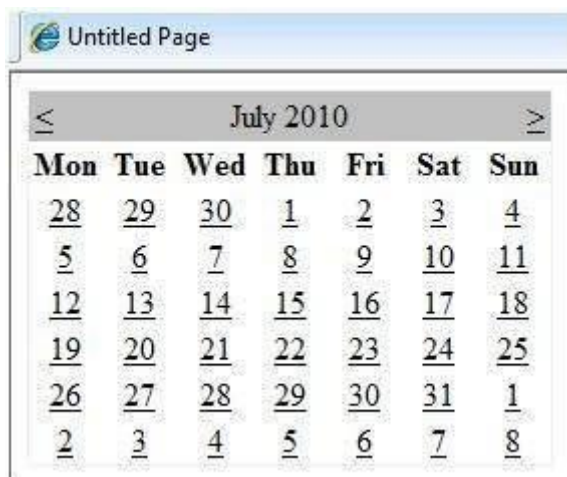 Untitled Page
< July 2010 >
Mon Tue Wed Thu Fri Sat Sun
28 29 30 1 2 3 4
5 6 7 8 9 10 11
12 13 14 15 16 17 18
19 20 21 22 23 24 25
26 27 28 29 30 31 1
2 3 4 5 6 7 8